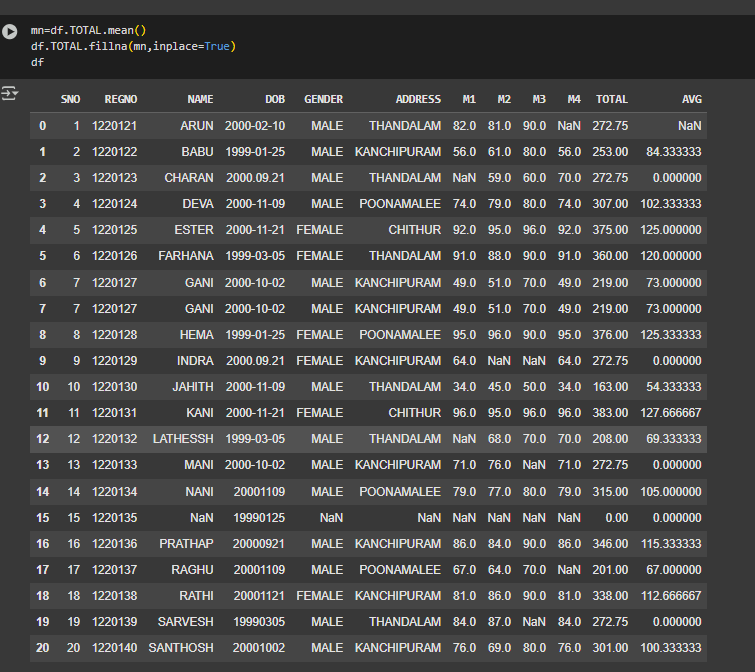 mn=df.TOTAL.mean()
df.TOTAL.fillna(mn,inplace=True)
df
SNO REGNO NAME DOB GENDER ADDRESS M1 M2 M3 M4 TOTAL AVG
0 1 1220121 ARUN 2000-02-10 MALE THANDALAM 82.0 81.0 90.0 NaN 272.75 NaN
1 2 1220122 BABU 1999-01-25 MALE KANCHIPURAM 56.0 61.0 80.0 56.0 253.00 84.333333
2 3 1220123 CHARAN 2000.09.21 MALE THANDALAM NaN 59.0 60.0 70.0 272.75 0.000000
3 4 1220124 DEVA 2000-11-09 MALE POONAMALEE 74.0 79.0 80.0 74.0 307.00 102.333333
4 5 1220125 ESTER 2000-11-21 FEMALE CHITHUR 92.0 95.0 96.0 92.0 375.00 125.000000
5 6 1220126 FARHANA 1999-03-05 FEMALE THANDALAM 91.0 88.0 90.0 91.0 360.00 120.000000
6 7 1220127 GANI 2000-10-02 MALE KANCHIPURAM 49.0 51.0 70.0 49.0 219.00 73.000000
7 7 1220127 GANI 2000-10-02 MALE KANCHIPURAM 49.0 51.0 70.0 49.0 219.00 73.000000
8 8 1220128 HEMA 1999-01-25 FEMALE POONAMALEE 95.0 96.0 90.0 95.0 376.00 125.333333
9 9 1220129 INDRA 2000.09.21 FEMALE KANCHIPURAM 64.0 NaN NaN 64.0 272.75 0.000000
10 10 1220130 JAHITH 2000-11-09 MALE THANDALAM 34.0 45.0 50.0 34.0 163.00 54.333333
11 11 1220131 KANI 2000-11-21 FEMALE CHITHUR 96.0 95.0 96.0 96.0 383.00 127.666667
12 12 1220132 LATHESSH 1999-03-05 MALE THANDALAM NaN 68.0 70.0 70.0 208.00 69.333333
13 13 1220133 MANI 2000-10-02 MALE KANCHIPURAM 71.0 76.0 NaN 71.0 272.75 0.000000
14 14 1220134 NANI 20001109 MALE POONAMALEE 79.0 77.0 80.0 79.0 315.00 105.000000
15 15 1220135 NaN 19990125 NaN NaN NaN NaN NaN NaN 0.00 0.000000
16 16 1220136 PRATHAP 20000921 MALE KANCHIPURAM 86.0 84.0 90.0 86.0 346.00 115.333333
17 17 1220137 RAGHU 20001109 MALE POONAMALEE 67.0 64.0 70.0 NaN 201.00 67.000000
18 18 1220138 RATHI 20001121 FEMALE KANCHIPURAM 81.0 86.0 90.0 81.0 338.00 112.666667
19 19 1220139 SARVESH 19990305 MALE THANDALAM 84.0 87.0 NaN 84.0 272.75 0.000000
20 20 1220140 SANTHOSH 20001002 MALE KANCHIPURAM 76.0 69.0 80.0 76.0 301.00 100.333333